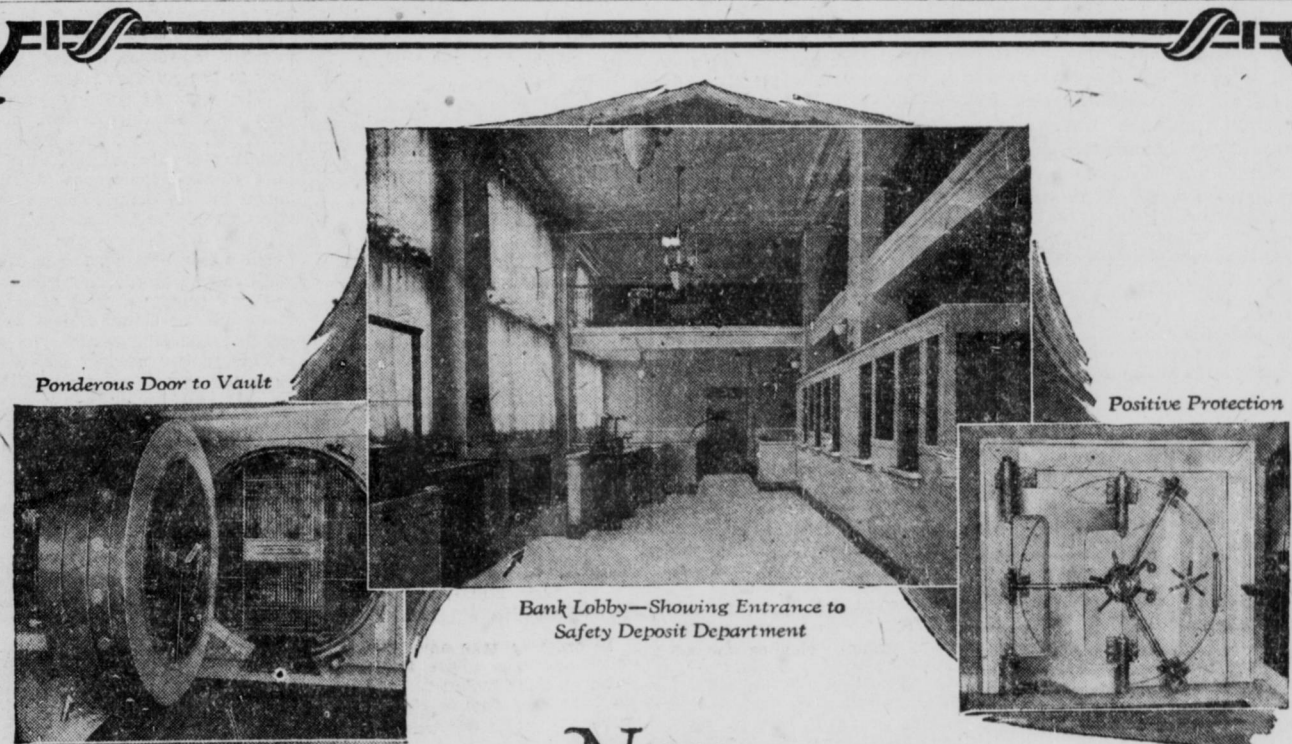 Ponderous Door to Vault
Positive Protection
Bank Lobby—Showing Entrance to
Safety Deposit Department
N